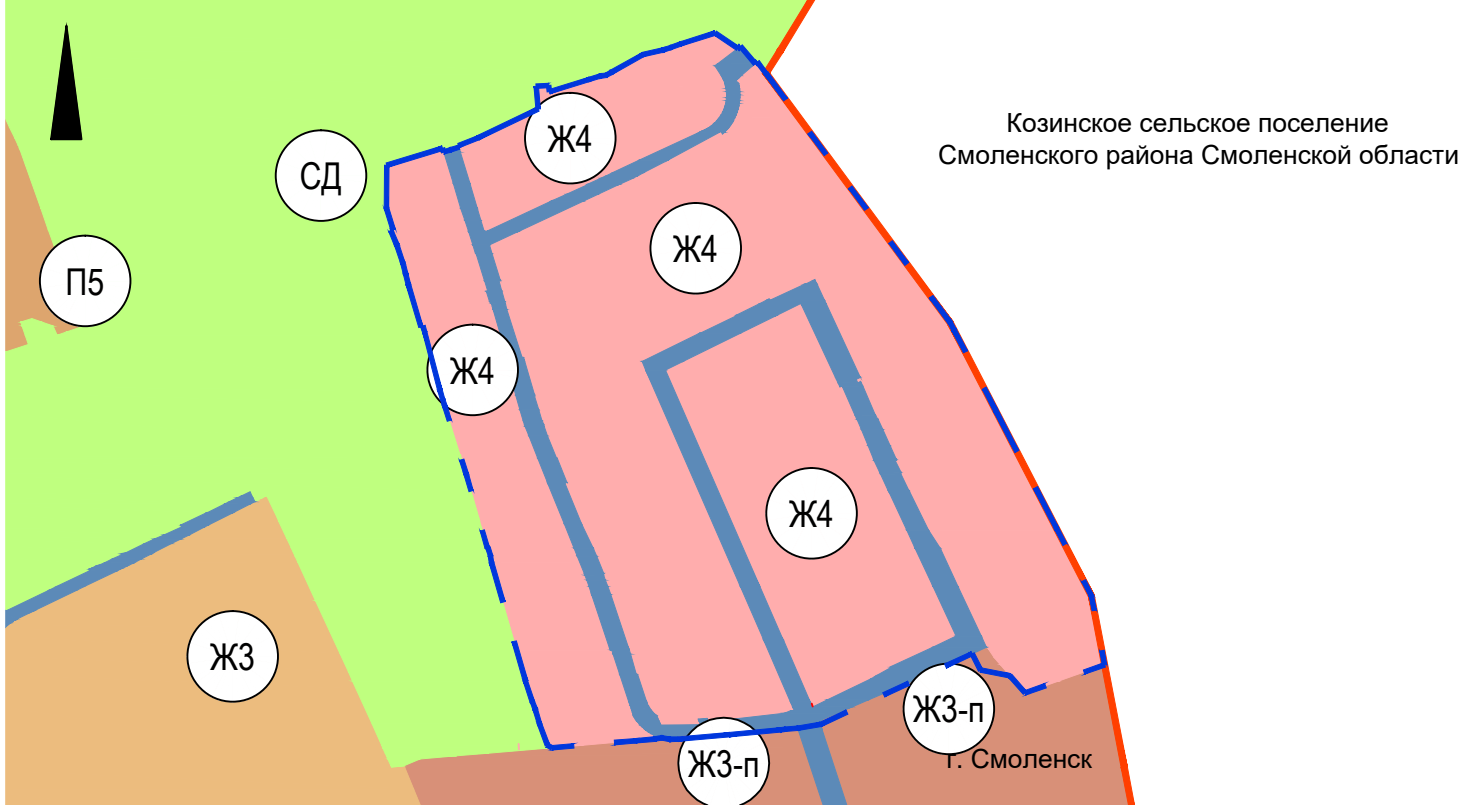 Козинское сельское поселение
Смоленского района Смоленской области
Ж4
СД
Ж4
П5
Ж4
Ж4
Ж3
Ж3-п
Ж3-п
г. Смоленск